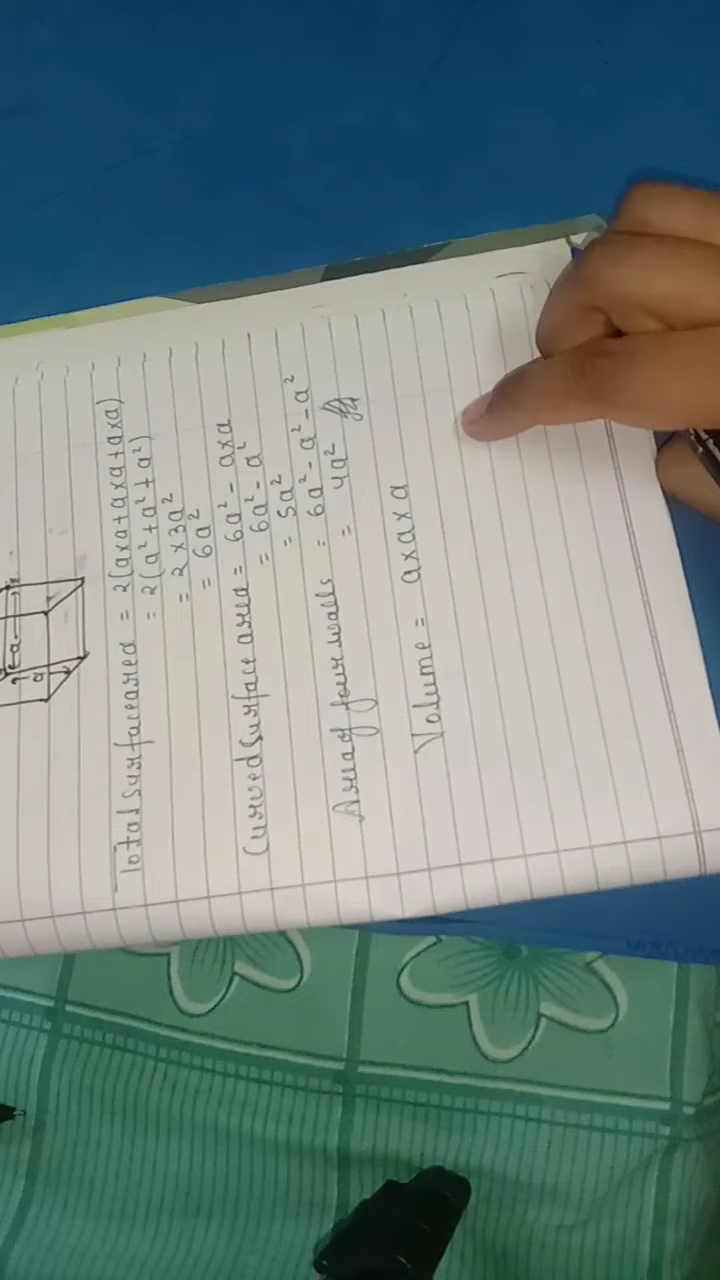 a
a
Total surface area = 2(axa+axa+axa)
= 2(a²+a²+a²)
= 2×3a²
= 6a²
Curved surface area = 6a² - axa
= 6a² - a²
= 5a²
Area of four walls = 6a² - a² - a²
= 4a²
Volume = axaxa